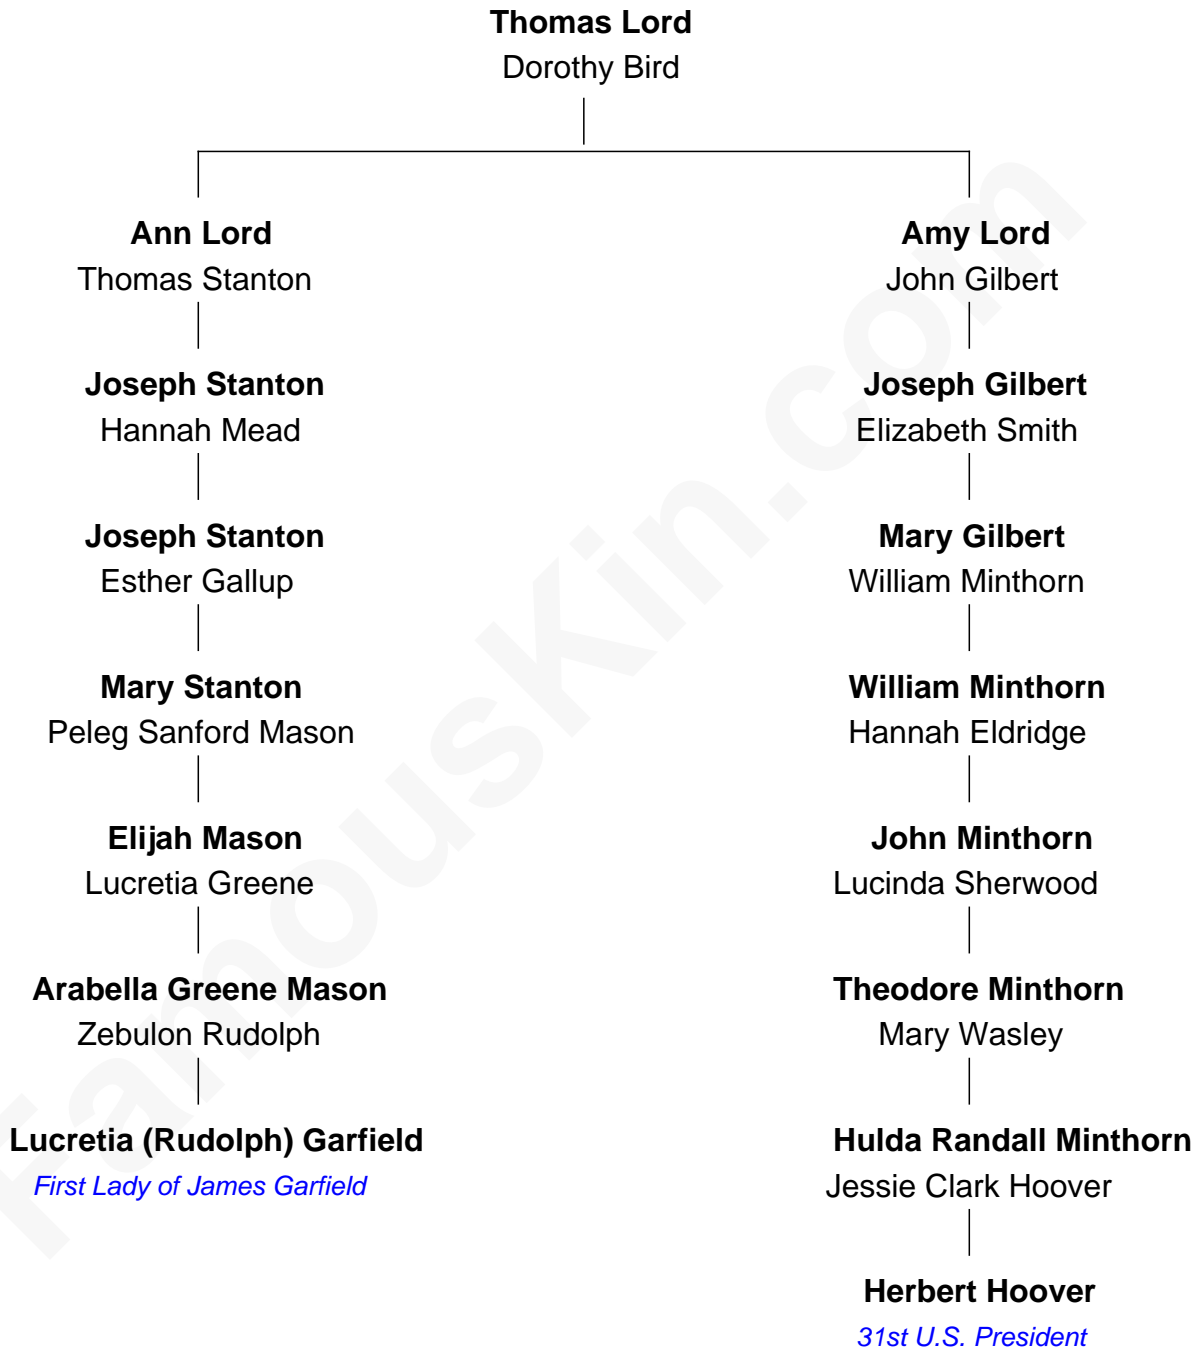 Thomas Lord
Dorothy Bird
Ann Lord
Thomas Stanton
Joseph Stanton
Hannah Mead
Joseph Stanton
Esther Gallup
Mary Stanton
Peleg Sanford Mason
Elijah Mason
Lucretia Greene
Arabella Greene Mason
Zebulon Rudolph
Lucretia (Rudolph) Garfield
First Lady of James Garfield
Amy Lord
John Gilbert
Joseph Gilbert
Elizabeth Smith
Mary Gilbert
William Minthorn
William Minthorn
Hannah Eldridge
John Minthorn
Lucinda Sherwood
Theodore Minthorn
Mary Wasley
Hulda Randall Minthorn
Jessie Clark Hoover
Herbert Hoover
31st U.S. President
FamousKin.com